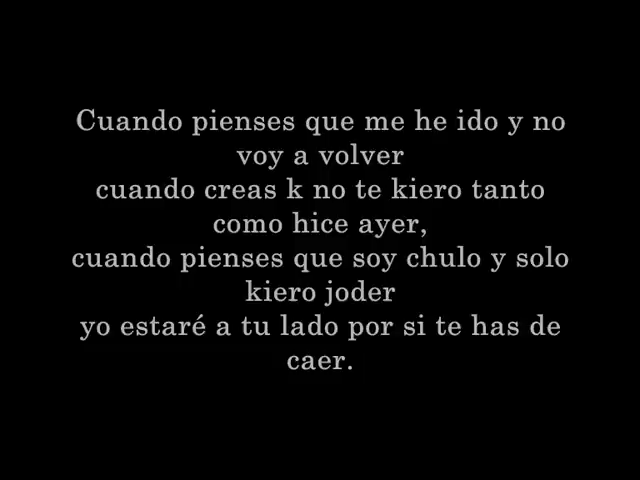 Cuando pienses que me he ido y no
voy a volver
cuando creas k no te kiero tanto
como hice ayer,
cuando pienses que soy chulo y solo
kiero joder
yo estaré a tu lado por si te has de
caer.